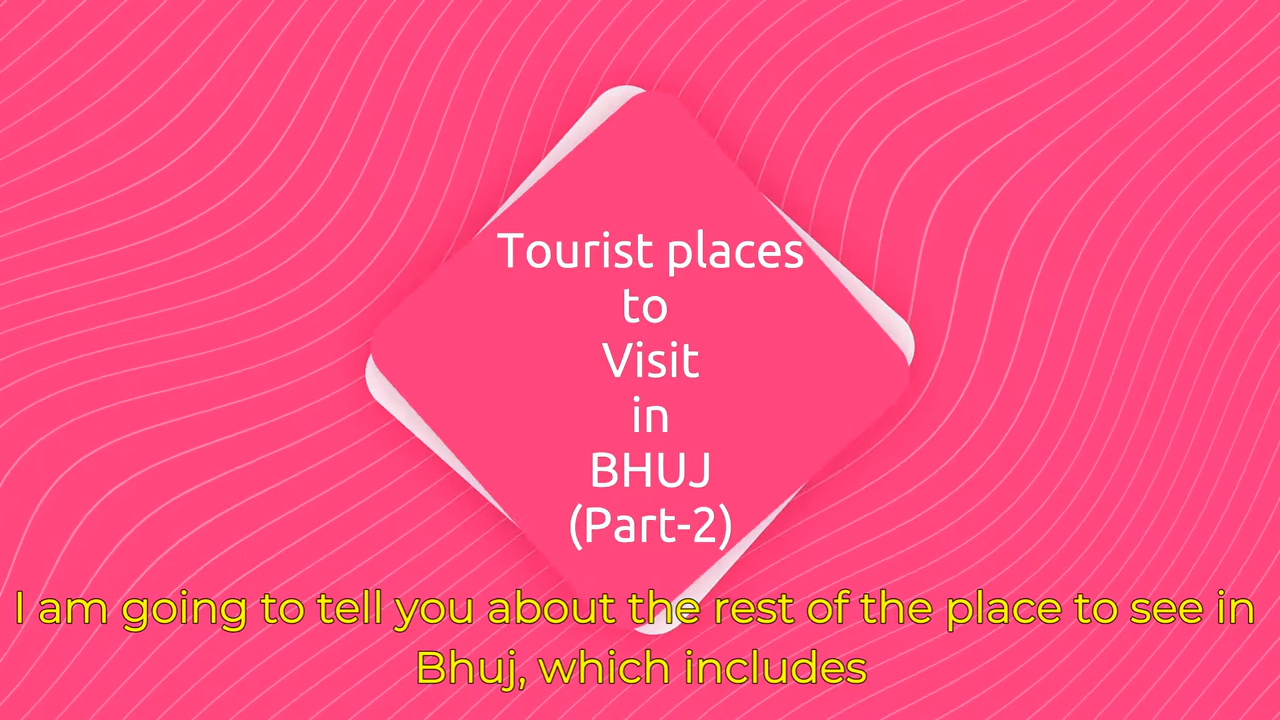 Tourist places
to
Visit
in
BHUJ
(Part-2)
I am going to tell you about the rest of the place to see in
Bhuj, which includes